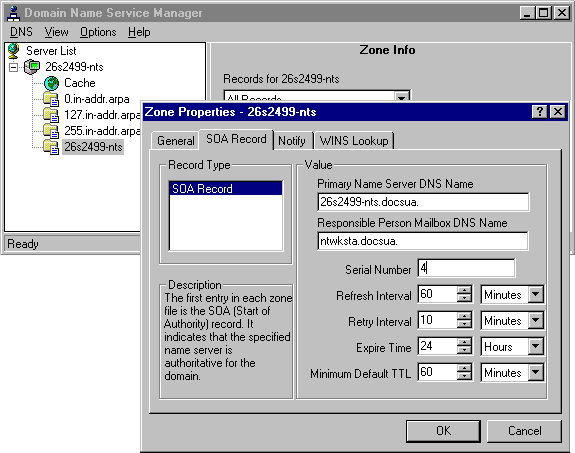 Domain Name Service Manager
DNS View Options Help
Server List
26s2499-nts
Cache
0.in-addr.arpa
127.in-addr.arpa
255.in-addr.arpa
26s2499-nts
Ready
Zone Info
Records for 26s2499-nts
All Records
Zone Properties - 26s2499-nts
General SOA Record Notify WINS Lookup
Record Type
SOA Record
Description
The first entry in each zone
file is the SOA (Start of
Authority) record. It
indicates that the specified
name server is
authoritative for the
domain.
Value
Primary Name Server DNS Name
26s2499-nts.docsua.
Responsible Person Mailbox DNS Name
ntwksta.docsua.
Serial Number 4
Refresh Interval 60 Minutes
Retry Interval 10 Minutes
Expire Time 24 Hours
Minimum Default TTL 60 Minutes
OK Cancel